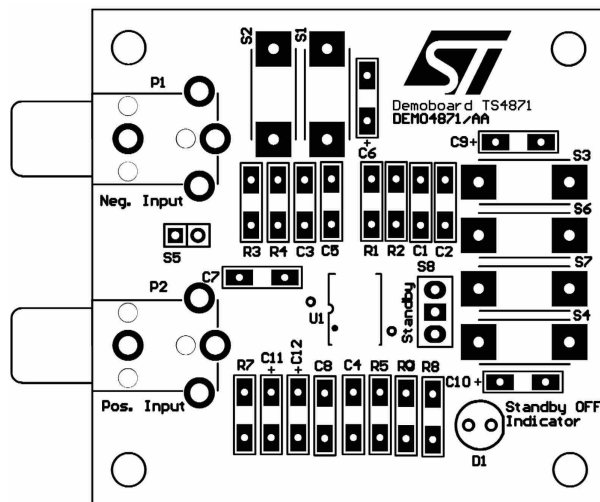 S2
S1
ST
P1
Demoboard TS4871
DEMO4871/AA
C9+
+
C6
S3
Neg. Input
S6
R3
R4
C3
C5
R1
R2
C1
C2
S5
S8
S7
C7
P2
U1
Standby
S4
R7
C11
+
C12
+
C8
C4
R5
R8
C10+
Pos. Input
Standby OFF
Indicator
D1